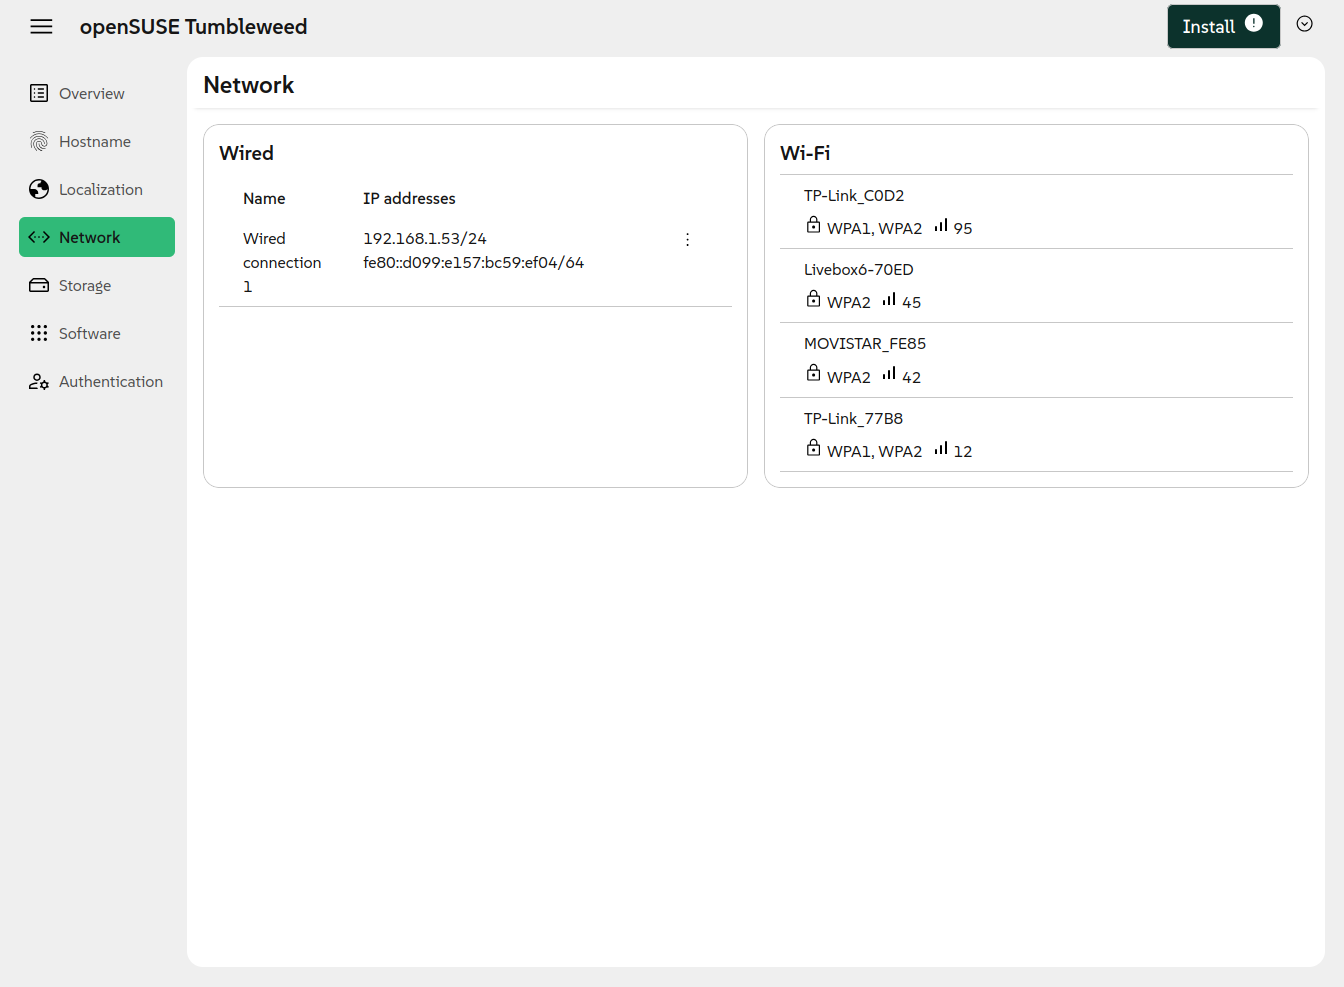 openSUSE Tumbleweed
Install
Overview
Hostname
Localization
Network
Storage
Software
Authentication
Network
Wired
Name IP addresses
Wired 192.168.1.53/24
connection fe80::d099:e157:bc59:ef04/64
1
Wi-Fi
TP-Link_C0D2
WPA1, WPA2 95
Livebox6-70ED
WPA2 45
MOVISTAR_FE85
WPA2 42
TP-Link_77B8
WPA1, WPA2 12